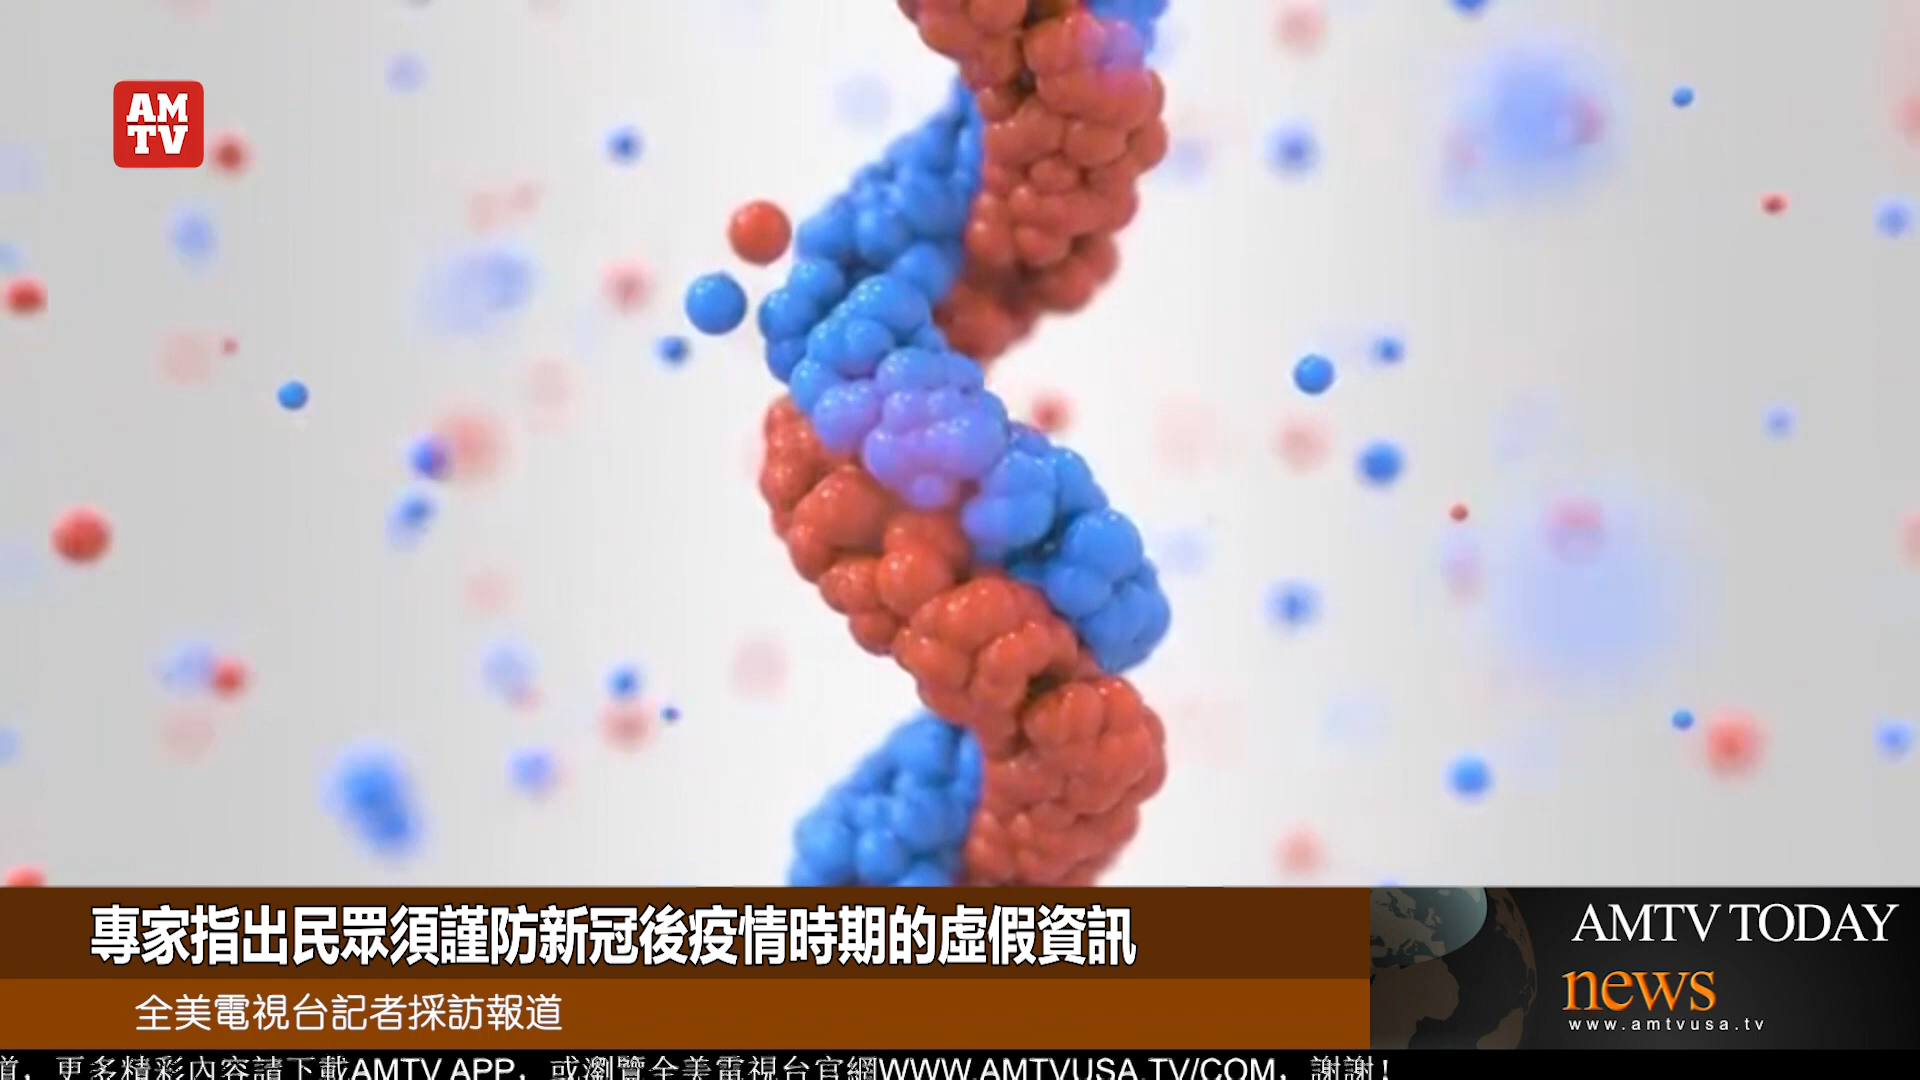 AM
TV
專家指出民眾須謹防新冠後疫情時期的虛假資訊
全美電視台記者採訪報道
AMTV TODAY
news
www.amtvusa.tv
道，更多精彩內容請下載AMTV APP，或瀏覽全美電視台官網WWW.AMTVUSA.TV/COM，謝謝！